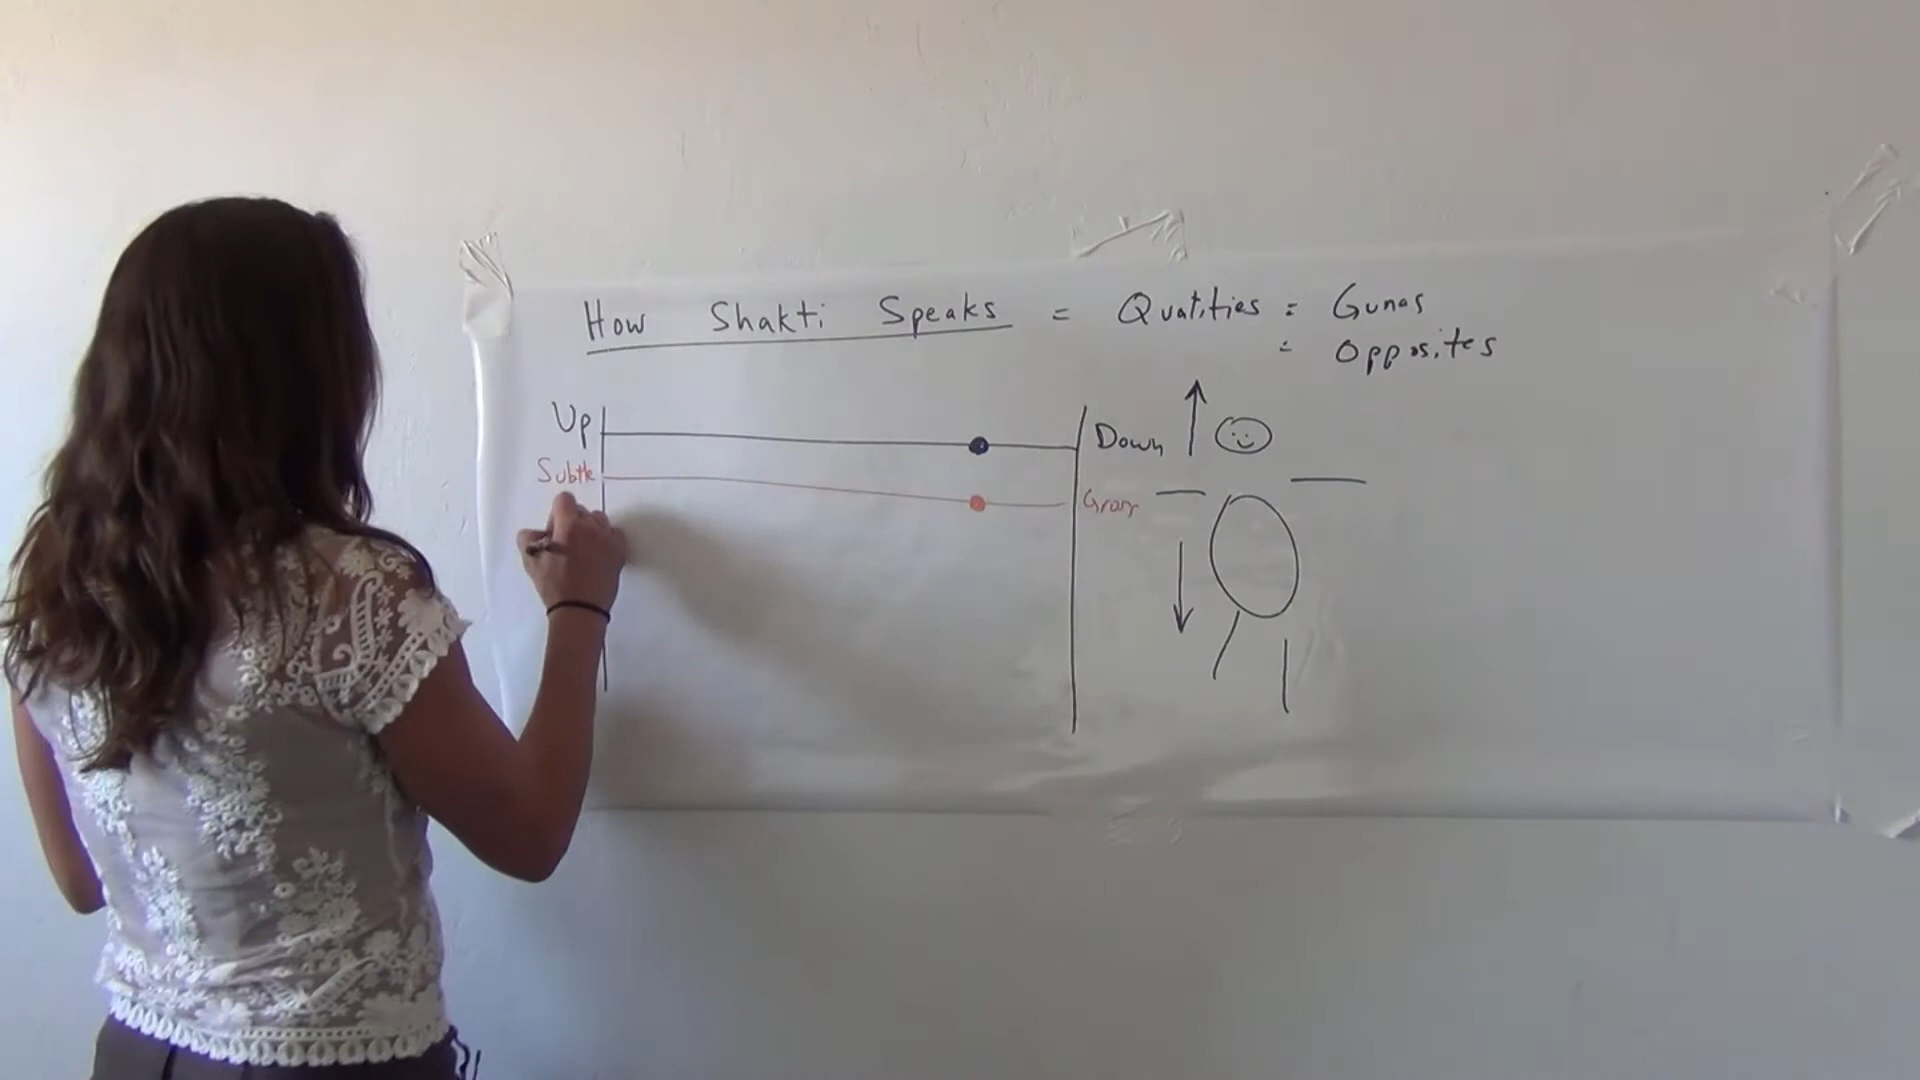 How Shakti Speaks = Qualities = Gunas
= Opposites
Up Down
Subtle Gross